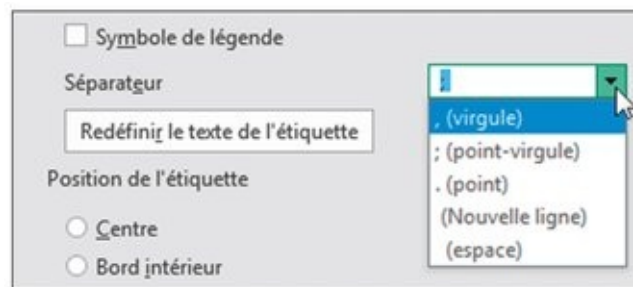 Symbole de légende
Séparateur ;
, (virgule)
Redéfinir le texte de l'étiquette
; (point-virgule)
. (point)
Position de l'étiquette
(Nouvelle ligne)
Centre
(espace)
Bord intérieur